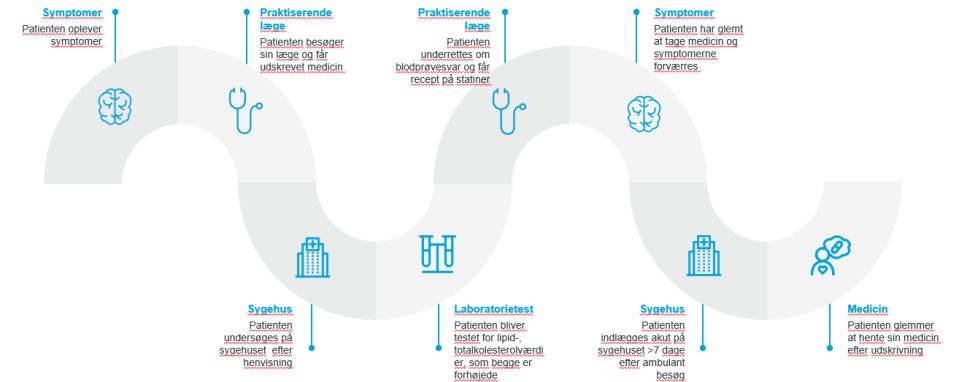 Symptomer
Patienten oplever
symptomer
Praktiserende
læge
Patienten besøger
sin læge og får
udskrevet medicin
Praktiserende
læge
Patienten
underrettes om
blodprøvesvar og får
recept på statiner
Symptomer
Patienten har glemt
at tage medicin og
symptomerne
forværres
Sygehus
Patienten
undersøges på
sygehuset efter
henvisning
Laboratorietest
Patienten bliver
testet for lipid-,
totalkolesterolværdi
er, som begge er
forhøjede
Sygehus
Patienten
indlægges akut på
sygehuset >7 dage
efter ambulant
besøg
Medicin
Patienten glemmer
at hente sin medicin
efter udskrivning